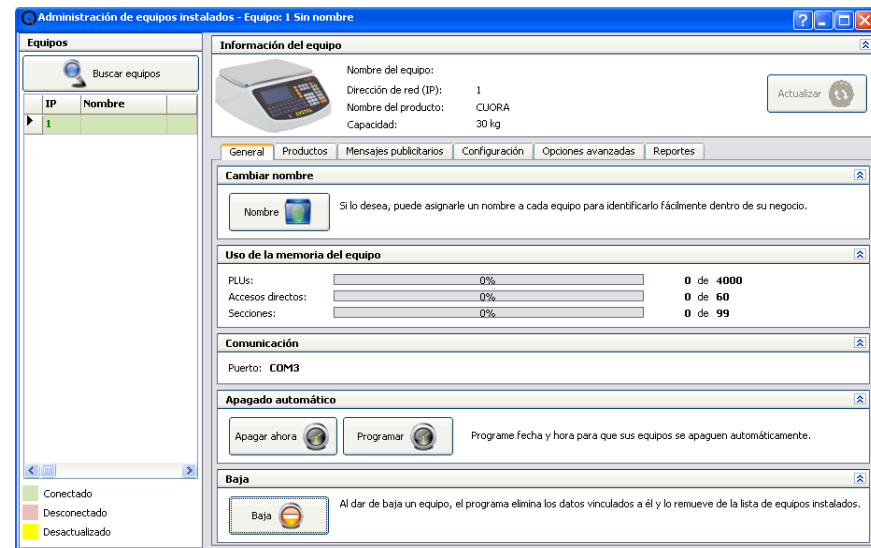 Administración de equipos instalados - Equipo: 1 Sin nombre
Equipos
Buscar equipos
IP Nombre
1
Conectado
Desconectado
Desactualizado
Información del equipo
Nombre del equipo:
Dirección de red (IP): 1
Nombre del producto: CUORA
Capacidad: 30 kg
SYSTEL
Actualizar
General Productos Mensajes publicitarios Configuración Opciones avanzadas Reportes
Cambiar nombre
Nombre
Si lo desea, puede asignarle un nombre a cada equipo para identificarlo fácilmente dentro de su negocio.
Uso de la memoria del equipo
PLUs: 0% 0 de 4000
Accesos directos: 0% 0 de 60
Secciones: 0% 0 de 99
Comunicación
Puerto: COM3
Apagado automático
Apagar ahora Programar Programe fecha y hora para que sus equipos se apaguen automáticamente.
Baja
Baja
Al dar de baja un equipo, el programa elimina los datos vinculados a él y lo remueve de la lista de equipos instalados.